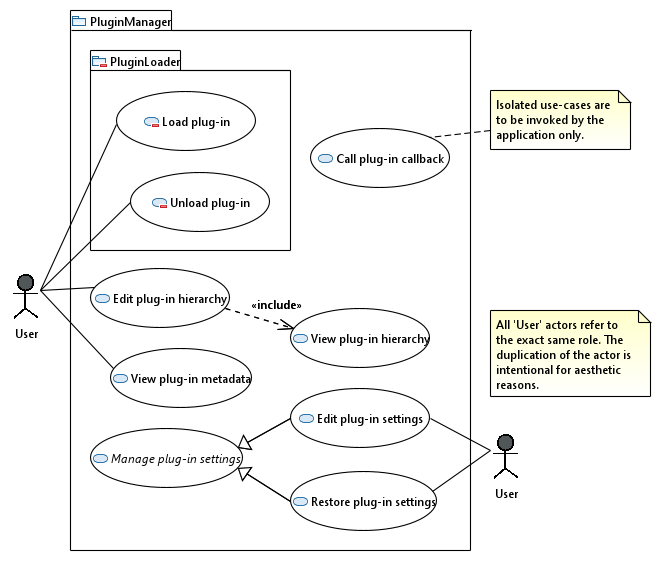 PluginManager
PluginLoader
Load plug-in
Unload plug-in
Call plug-in callback
Isolated use-cases are
to be invoked by the
application only.
User
Edit plug-in hierarchy
«include»
View plug-in hierarchy
View plug-in metadata
All 'User' actors refer to
the exact same role. The
duplication of the actor is
intentional for aesthetic
reasons.
Edit plug-in settings
Manage plug-in settings
Restore plug-in settings
User